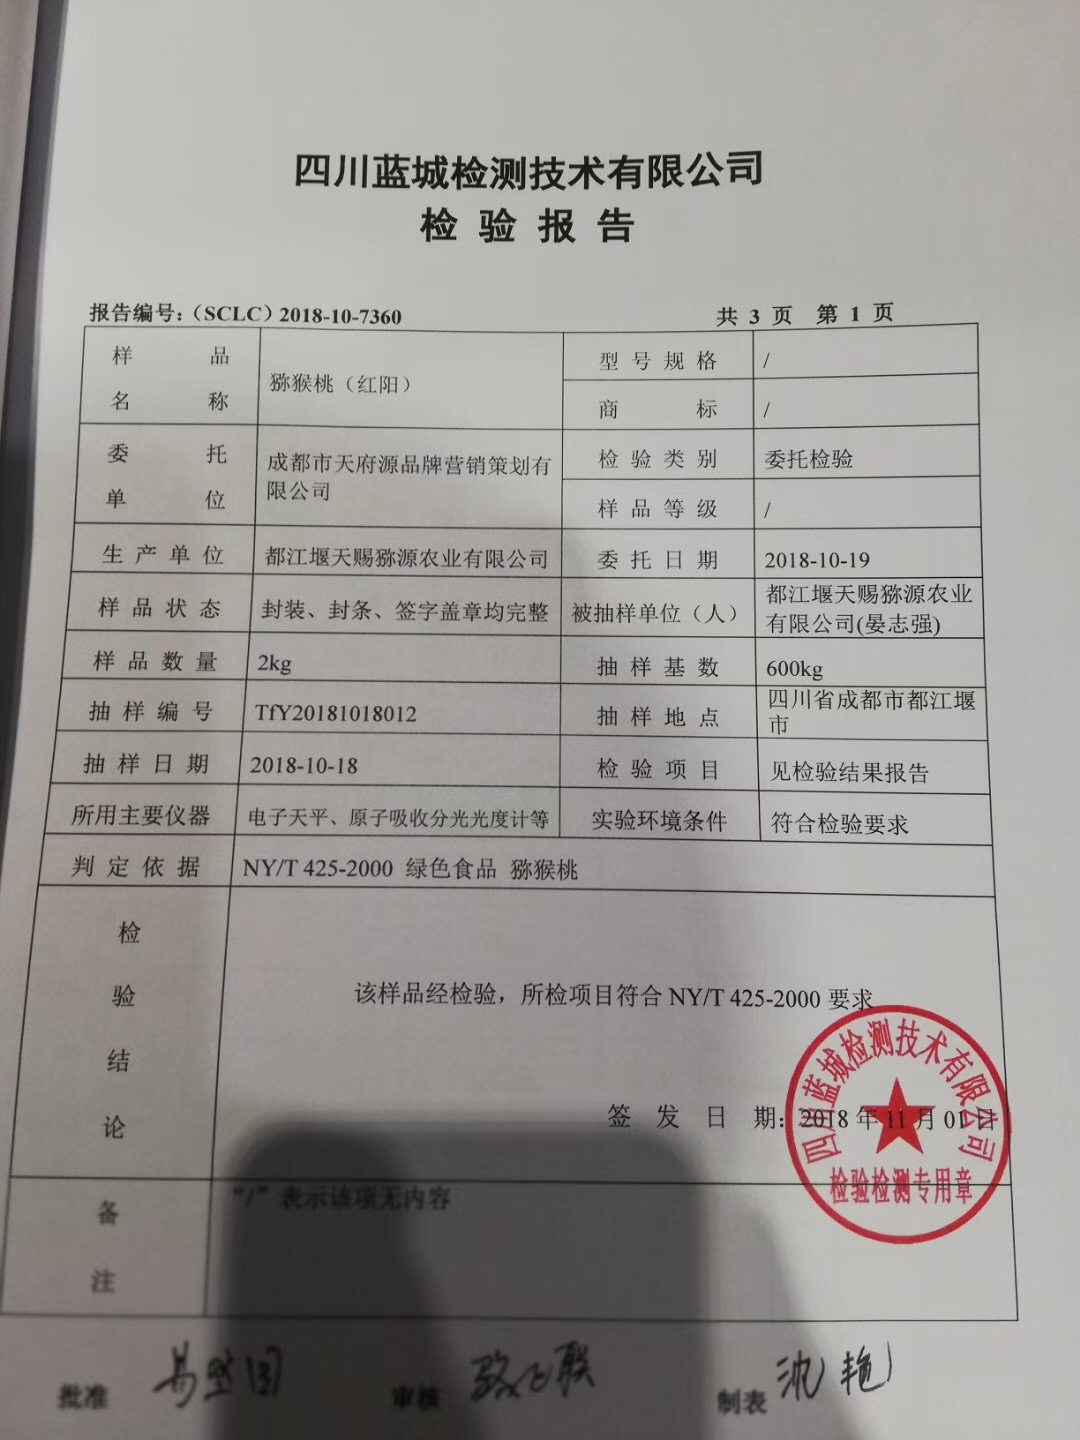 四川蓝城检测技术有限公司
检 验 报 告
报告编号:（SCLC）2018-10-7360
共 3 页 第 1 页
样 品
名 称
猕猴桃（红阳）
型 号 规 格
/
商 标
/
委 托
单 位
成都市天府源品牌营销策划有
限公司
检 验 类 别
委托检验
样 品 等 级
/
生 产 单 位
都江堰天赐猕源农业有限公司
委 托 日 期
2018-10-19
样 品 状 态
封装、封条、签字盖章均完整
被抽样单位（人）
都江堰天赐猕源农业
有限公司(晏志强)
样 品 数 量
2kg
抽 样 基 数
600kg
抽 样 编 号
TfY20181018012
抽 样 地 点
四川省成都市都江堰
市
抽 样 日 期
2018-10-18
检 验 项 目
见检验结果报告
所用主要仪器
电子天平、原子吸收分光光度计等
实验环境条件
符合检验要求
判 定 依 据
NY/T 425-2000 绿色食品 猕猴桃
检
验
结
论
该样品经检验，所检项目符合 NY/T 425-2000 要求
签 发 日 期: 2018 年 11 月 01 日
四川蓝城检测技术有限公司
检验检测专用章
备
注
“/”表示该项无内容
批准
审核
制表
沈艳